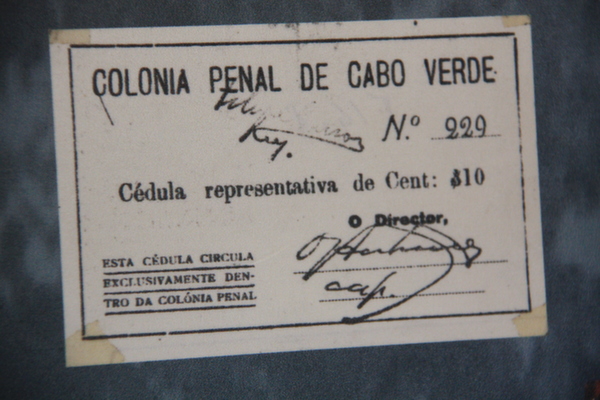 COLONIA PENAL DE CABO VERDE
N.º 229
Cédula representativa de Cent: $10
O Director,
cap.
ESTA CÉDULA CIRCULA
EXCLUSIVAMENTE DEN-
TRO DA COLÓNIA PENAL